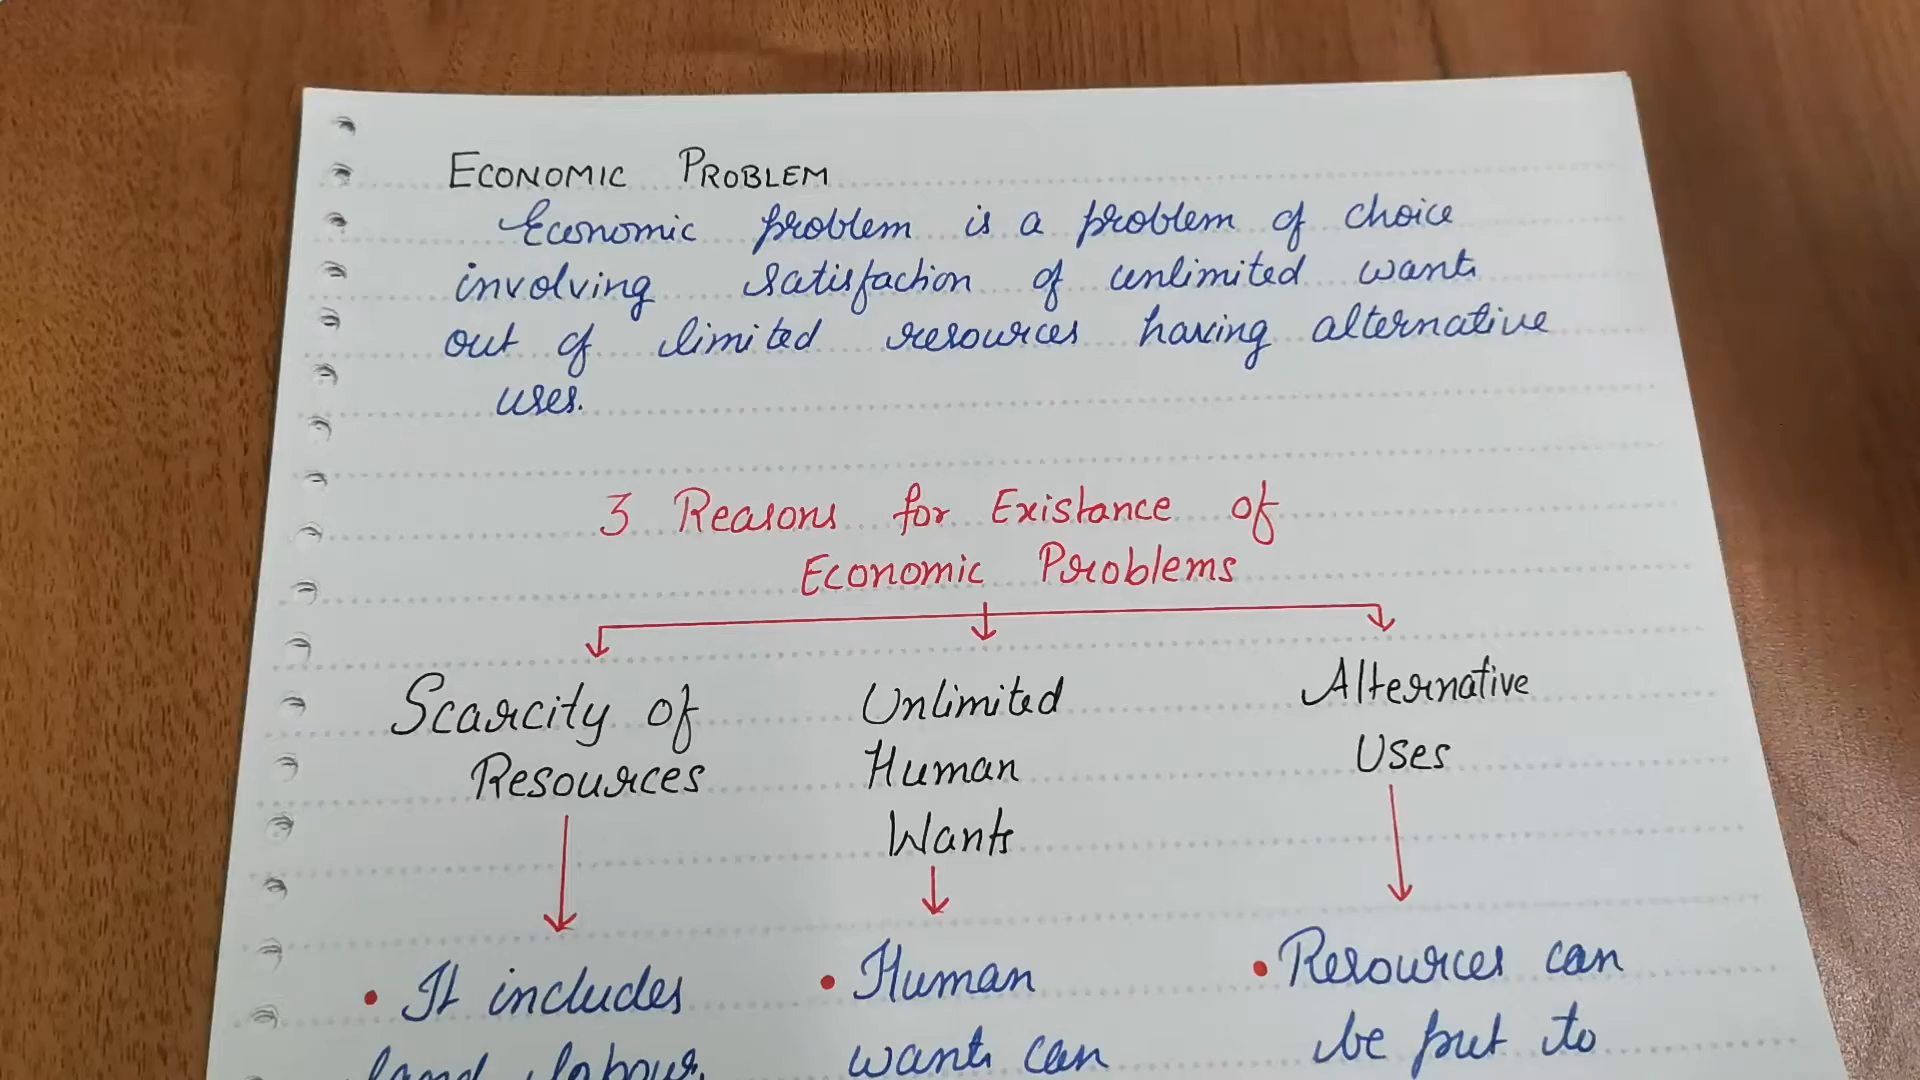 ECONOMIC PROBLEM
Economic problem is a problem of choice
involving satisfaction of unlimited wants
out of limited resources having alternative
uses.
3 Reasons for Existance of
Economic Problems
Scarcity of
Resources
Unlimited
Human
Wants
Alternative
Uses
• It includes
land, labour,
• Human
wants can
• Resources can
be put to